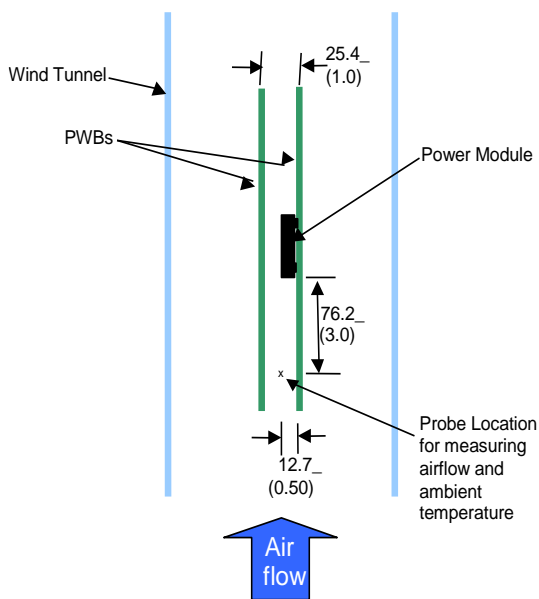 25.4_
(1.0)
Wind Tunnel
PWBs
Power Module
76.2_
(3.0)
x
Probe Location
for measuring
airflow and
ambient
temperature
12.7_
(0.50)
Air
flow